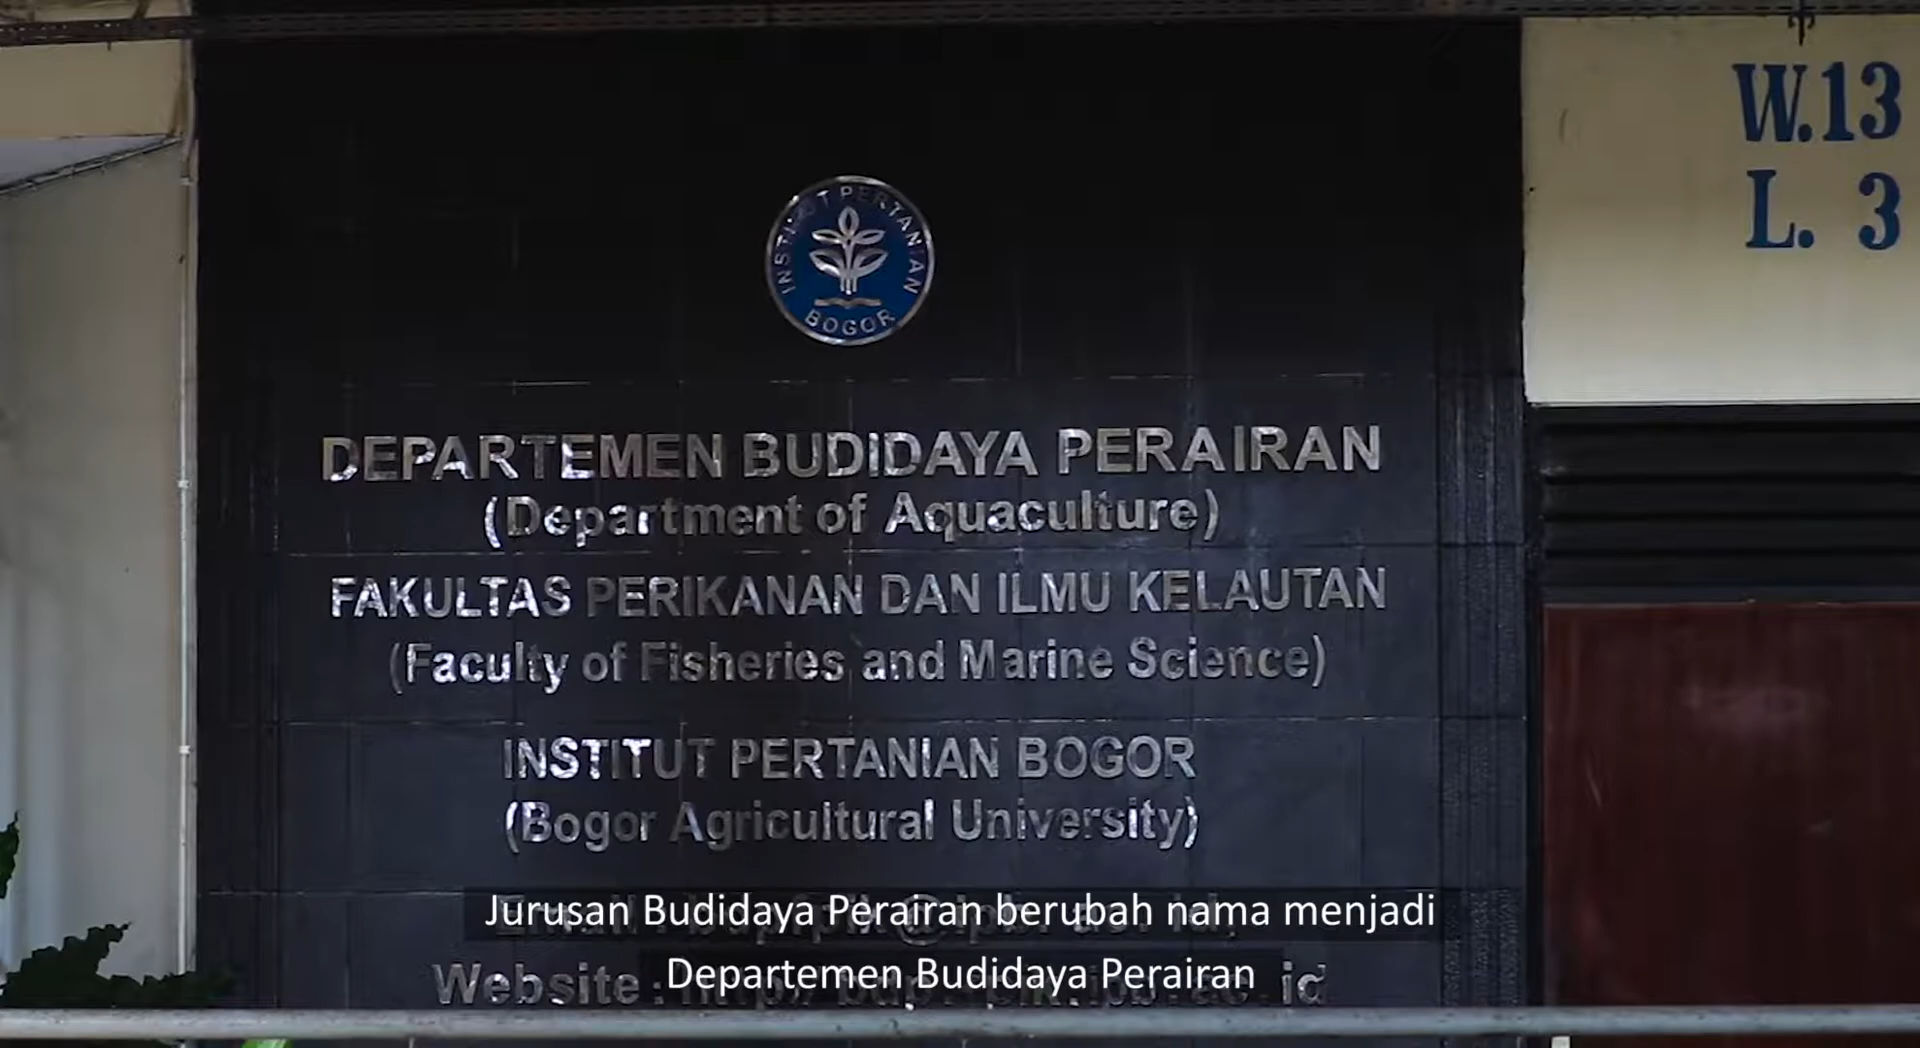 INSTITUT PERTANIAN
BOGOR
W.13
L. 3
DEPARTEMEN BUDIDAYA PERAIRAN
(Department of Aquaculture)
FAKULTAS PERIKANAN DAN ILMU KELAUTAN
(Faculty of Fisheries and Marine Science)
INSTITUT PERTANIAN BOGOR
(Bogor Agricultural University)
Jurusan Budidaya Perairan berubah nama menjadi
Departemen Budidaya Perairan
Website :